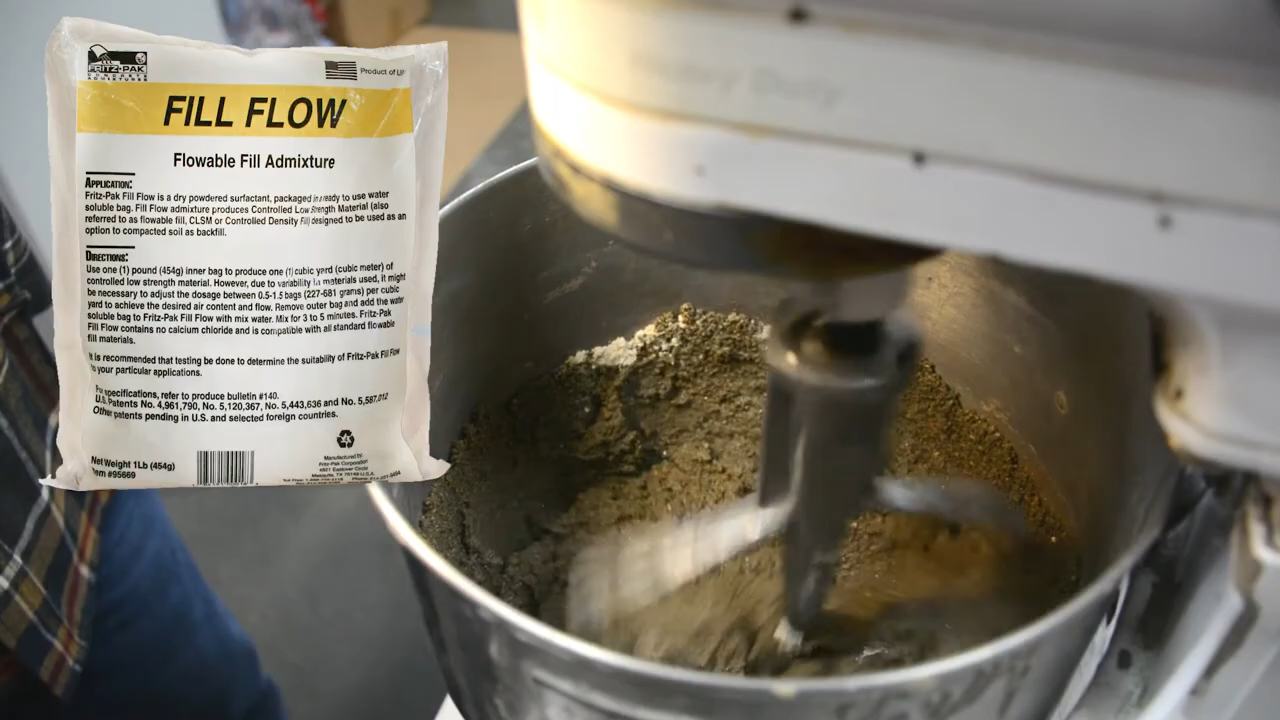 FRITZ-PAK
CONCRETE
ADMIXTURES
Product of
FILL FLOW
Flowable Fill Admixture
APPLICATION:
Fritz-Pak Fill Flow is a dry powdered surfactant, packaged in ready to use water
soluble bag. Fill Flow admixture produces Controlled Low Strength Material (also
referred to as flowable fill, CLSM or Controlled Density Fill) designed to be used as an
option to compacted soil as backfill.
DIRECTIONS:
Use one (1) pound (454g) inner bag to produce one (1) cubic yard (cubic meter) of
controlled low strength material. However, due to variability in materials used, it might
be necessary to adjust the dosage between 0.5-1.5 bags (227-681 grams) per cubic
yard to achieve the desired air content and flow. Remove outer bag and add the water
soluble bag to Fritz-Pak Fill Flow with mix water. Mix for 3 to 5 minutes. Fritz-Pak
Fill Flow contains no calcium chloride and is compatible with all standard flowable
fill materials.
It is recommended that testing be done to determine the suitability of Fritz-Pak Fill Flow
to your particular applications.
For specifications, refer to produce bulletin #140.
U.S. Patents No. 4,961,790, No. 5,120,367, No. 5,443,636 and No. 5,587,012
Other patents pending in U.S. and selected foreign countries.
Net Weight 1Lb (454g)
Item #95669
Manufactured by:
Fritz-Pak Corporation
4821 Eastover Circle
Mesquite, TX 75149 U.S.A.
Heavy Duty